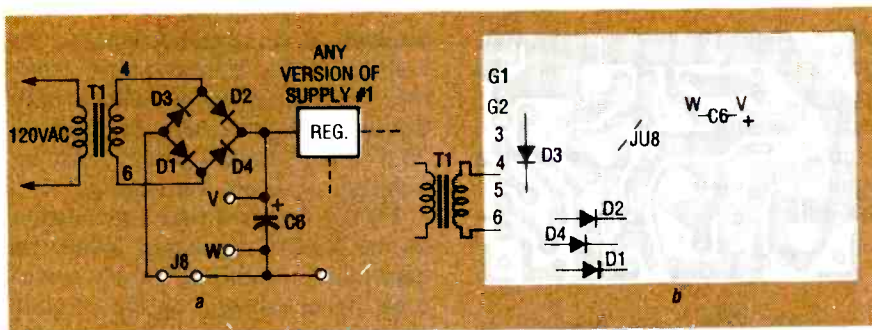 ANY
VERSION OF
SUPPLY #1
4
T1
D3
D2
120VAC
REG.
D1
D4
6
V
+
C6
W
J8
a
G1
G2
3
T1
4
5
6
D3
JU8
W
C6
V
+
D2
D4
D1
b